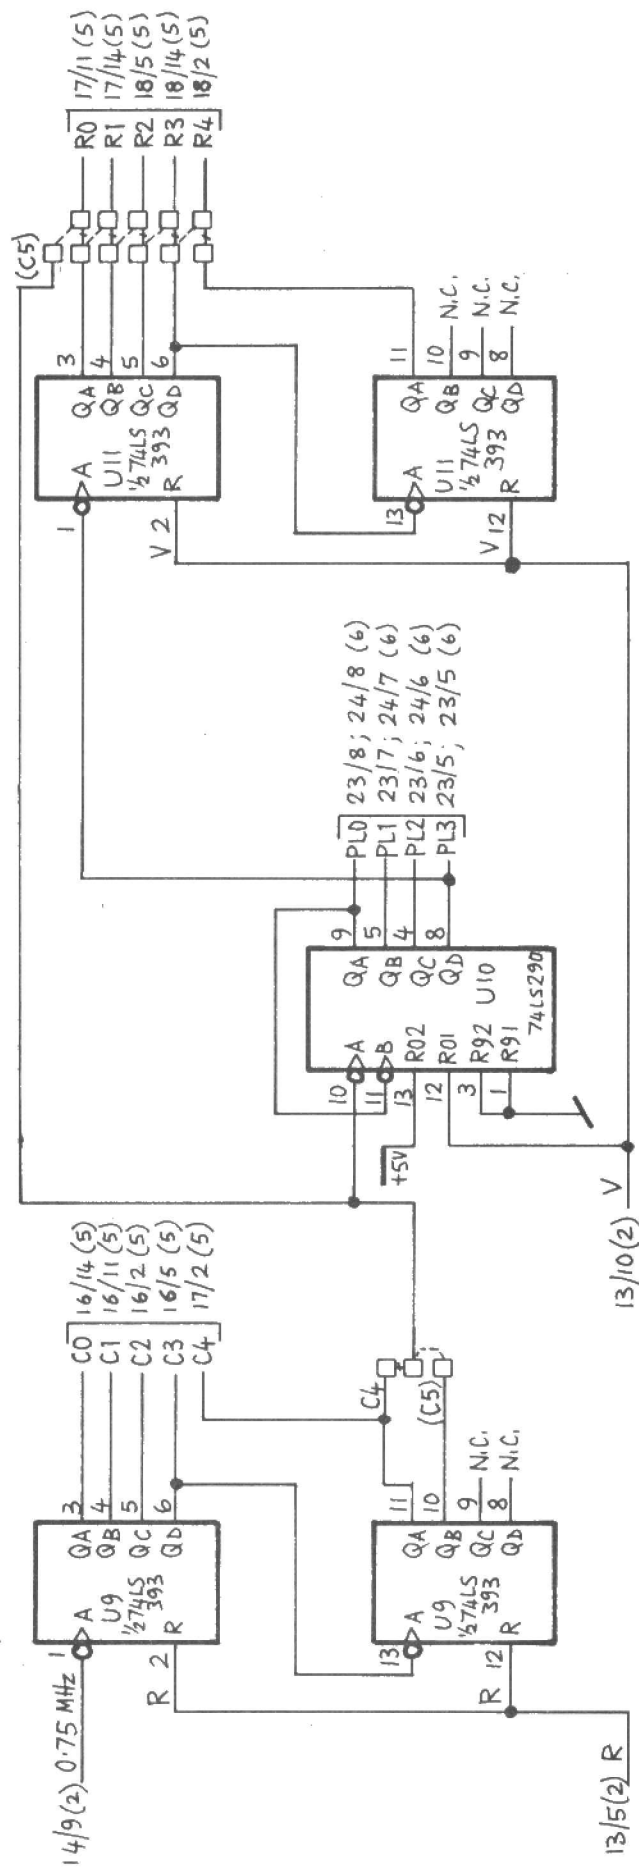 14/9(2) 0.75 MHz
1
A
U9
½74LS
393
R
2
R
QA
QB
QC
QD
3
4
5
6
C0 16/14 (5)
C1 16/11 (5)
C2 16/2 (5)
C3 16/5 (5)
C4 17/2 (5)
13
A
U9
½74LS
393
R
12
R
QA
QB
QC
QD
11
10
9 N.C.
8 N.C.
C4
(C5)
13/5(2) R
10
11
13
12
3
1
+5V
A
B
R02
R01
R92
R91
QA
QB
QC
QD
U10
74LS290
9
5
4
8
PL0 23/8; 24/8 (6)
PL1 23/7; 24/7 (6)
PL2 23/6; 24/6 (6)
PL3 23/5; 23/5 (6)
13/10(2) V
1
V 2
A
U11
½74LS
393
R
QA
QB
QC
QD
3
4
5
6
(C5)
R0 17/11 (5)
R1 17/14 (5)
R2 18/5 (5)
R3 18/14 (5)
R4 18/2 (5)
13
V 12
A
U11
½74LS
393
R
QA
QB
QC
QD
11
10 N.C.
9 N.C.
8 N.C.